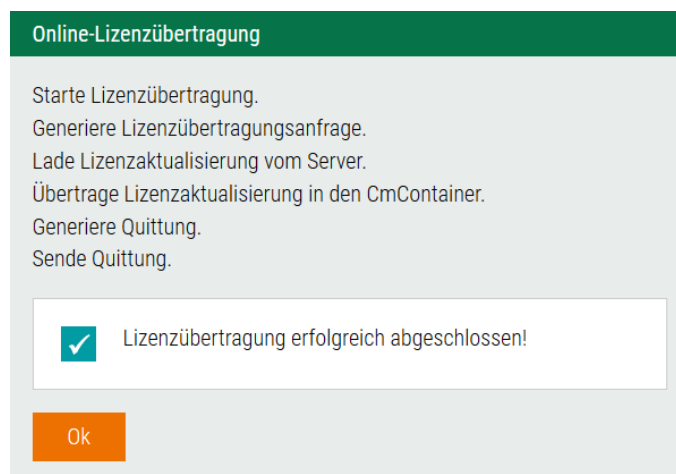 Online-Lizenzübertragung
Starte Lizenzübertragung.
Generiere Lizenzübertragungsanfrage.
Lade Lizenzaktualisierung vom Server.
Übertrage Lizenzaktualisierung in den CmContainer.
Generiere Quittung.
Sende Quittung.
Lizenzübertragung erfolgreich abgeschlossen!
Ok